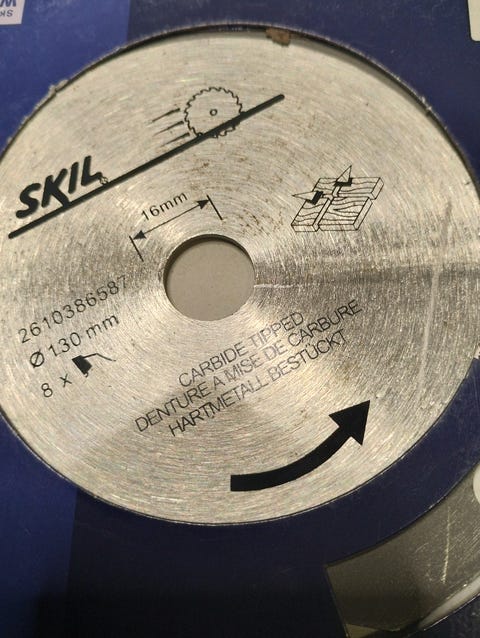 SKIL
16mm
2610386587
Ø 130 mm
8 x
CARBIDE TIPPED
DENTURE A MISE DE CARBURE
HARTMETALL BESTÜCKT